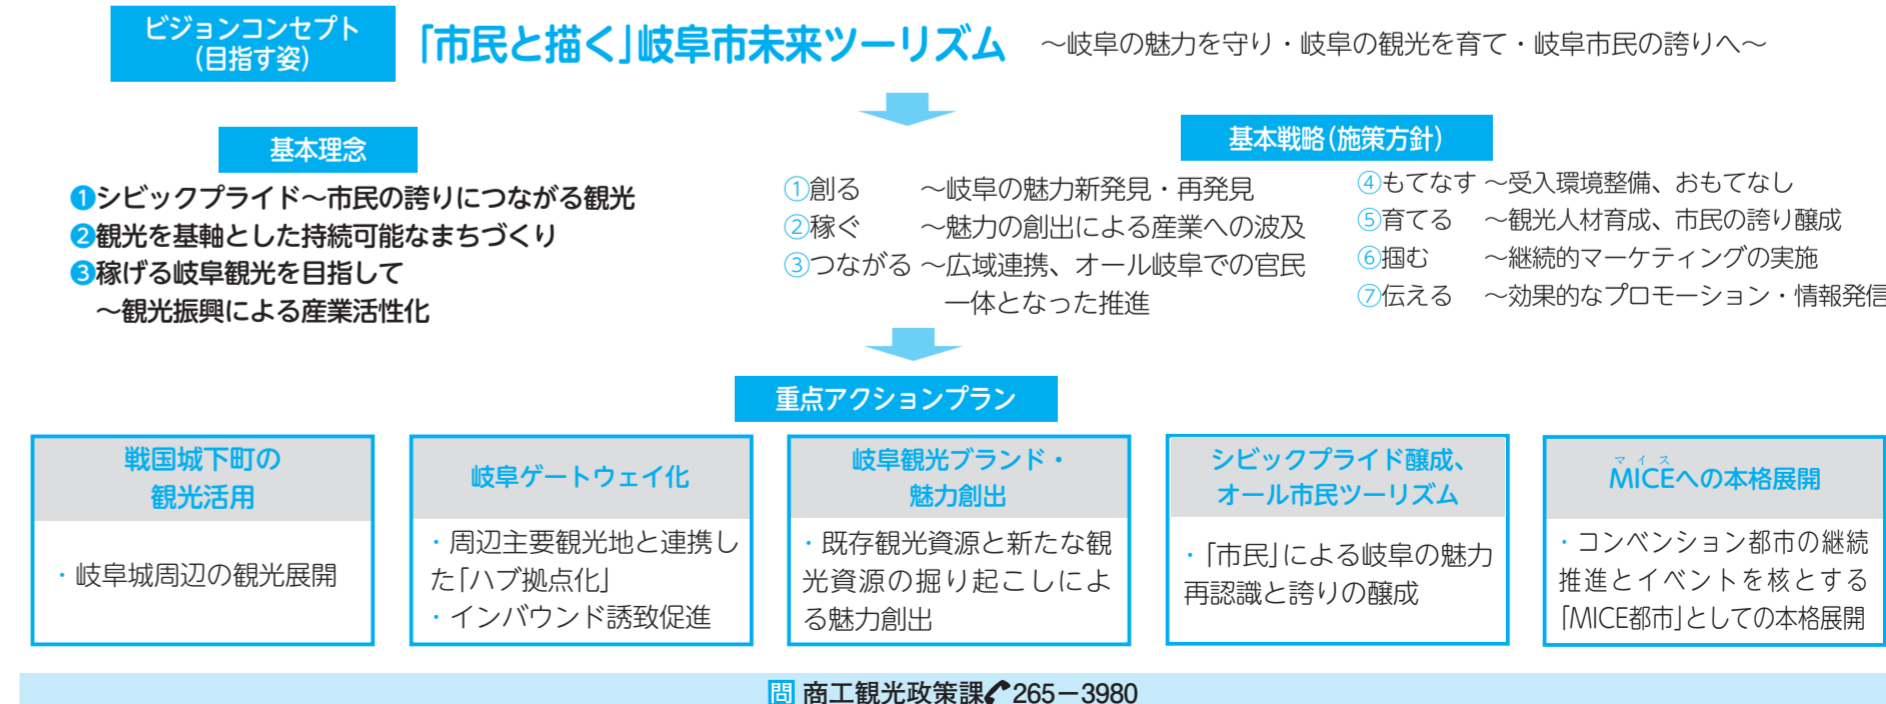 ビジョンコンセプト
(目指す姿)
「市民と描く」岐阜市未来ツーリズム ～岐阜の魅力を守り・岐阜の観光を育て・岐阜市民の誇りへ～
基本理念
❶シビックプライド～市民の誇りにつながる観光
❷観光を基軸とした持続可能なまちづくり
❸稼げる岐阜観光を目指して
～観光振興による産業活性化
基本戦略(施策方針)
①創る ～岐阜の魅力新発見・再発見
②稼ぐ ～魅力の創出による産業への波及
③つながる ～広域連携、オール岐阜での官民
一体となった推進
④もてなす ～受入環境整備、おもてなし
⑤育てる ～観光人材育成、市民の誇り醸成
⑥掴む ～継続的マーケティングの実施
⑦伝える ～効果的なプロモーション・情報発信
重点アクションプラン
戦国城下町の
観光活用
・岐阜城周辺の観光展開
岐阜ゲートウェイ化
・周辺主要観光地と連携し
た「ハブ拠点化」
・インバウンド誘致促進
岐阜観光ブランド・
魅力創出
・既存観光資源と新たな観
光資源の掘り起こしによ
る魅力創出
シビックプライド醸成、
オール市民ツーリズム
・「市民」による岐阜の魅力
再認識と誇りの醸成
マイス
MICEへの本格展開
・コンベンション都市の継続
推進とイベントを核とする
「MICE都市」としての本格展開
問 商工観光政策課 265－3980